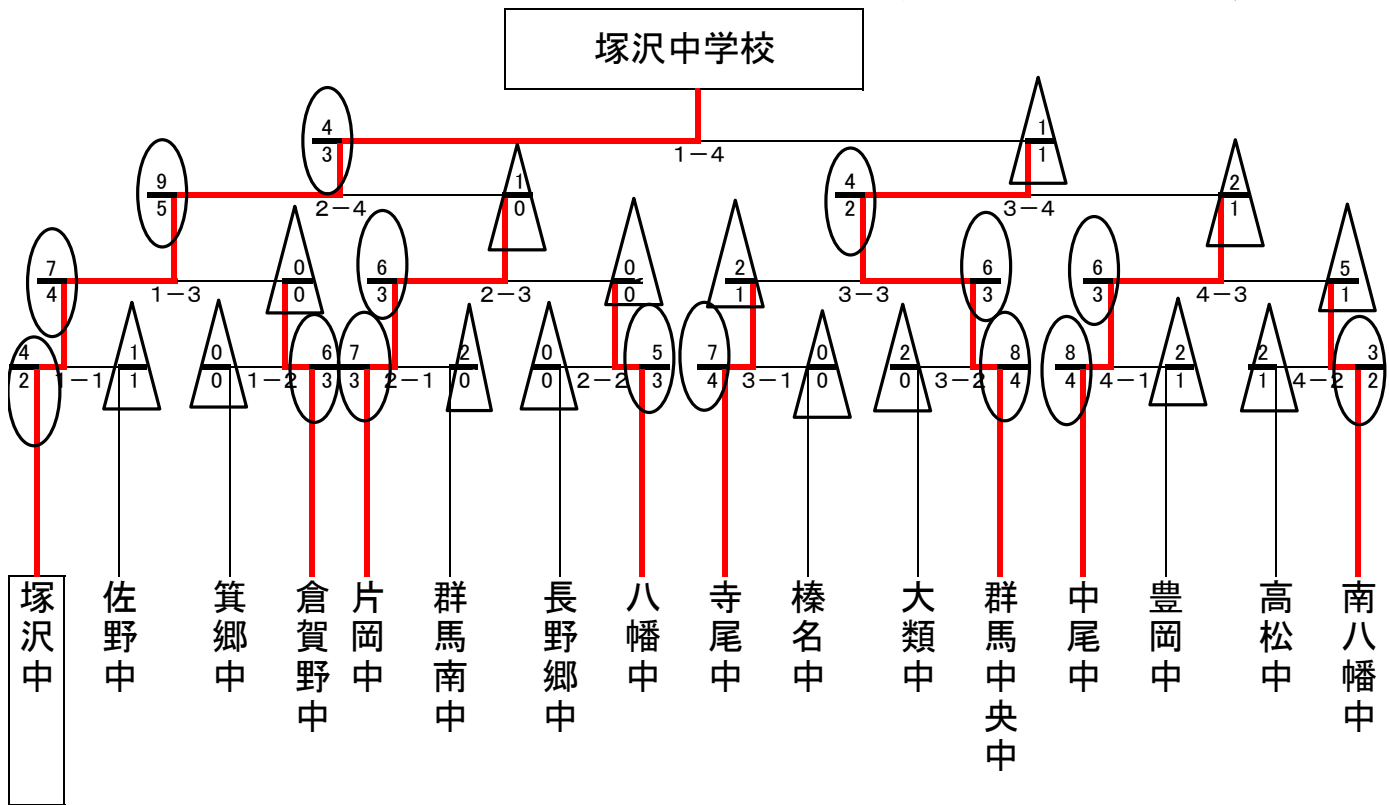 塚沢中学校
4 1
3 1
1－4
9 1 4 2
5 0 2 1
2－4 3－4
7 0 6 0 2 6 6 5
4 0 3 0 1 3 3 1
1－3 2－3 3－3 4－3
4 1 0 6 7 2 0 5 7 0 2 8 8 2 2 3
2 1 0 3 3 0 0 3 4 0 0 4 4 1 1 2
1－1 1－2 2－1 2－2 3－1 3－2 4－1 4－2
塚沢中
佐野中
箕郷中
倉賀野中
片岡中
群馬南中
長野郷中
八幡中
寺尾中
榛名中
大類中
群馬中央中
中尾中
豊岡中
高松中
南八幡中